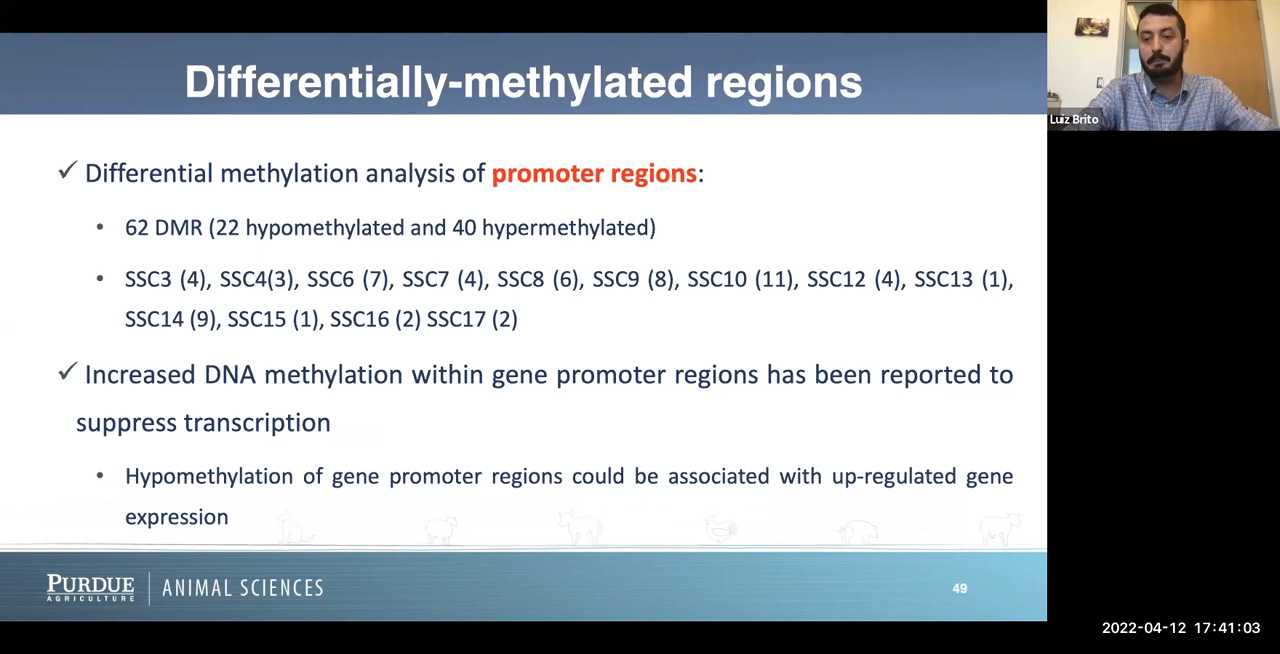 Differentially-methylated regions
Luiz Brito
✓ Differential methylation analysis of promoter regions:
• 62 DMR (22 hypomethylated and 40 hypermethylated)
• SSC3 (4), SSC4(3), SSC6 (7), SSC7 (4), SSC8 (6), SSC9 (8), SSC10 (11), SSC12 (4), SSC13 (1),
SSC14 (9), SSC15 (1), SSC16 (2) SSC17 (2)
✓ Increased DNA methylation within gene promoter regions has been reported to
suppress transcription
• Hypomethylation of gene promoter regions could be associated with up-regulated gene
expression
PURDUE
AGRICULTURE
ANIMAL SCIENCES
49
2022-04-12 17:41:03